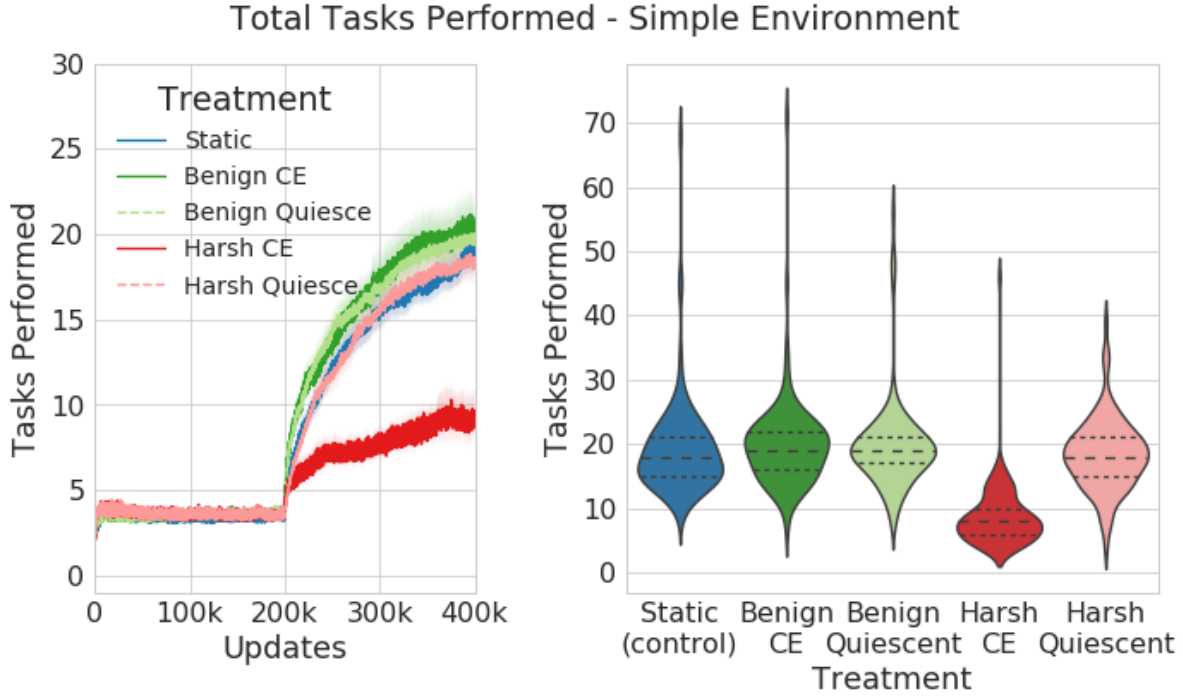 Total Tasks Performed - Simple Environment
Tasks Performed
30
25
20
15
10
5
0
Treatment
Static
Benign CE
Benign Quiesce
Harsh CE
Harsh Quiesce
0
100k
200k
300k
400k
Updates
Tasks Performed
70
60
50
40
30
20
10
0
Static
(control)
Benign
CE
Benign
Quiescent
Harsh
CE
Harsh
Quiescent
Treatment